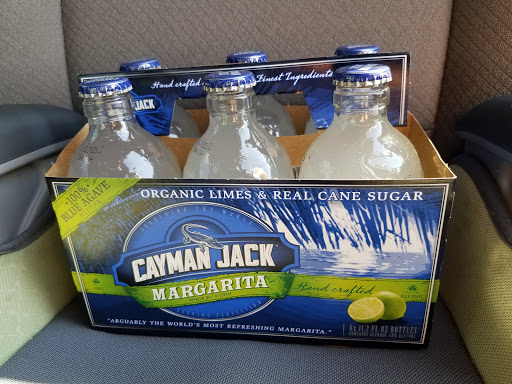 Hand crafted
Finest Ingredients
JACK
100%
BLUE AGAVE
ORGANIC LIMES & REAL CANE SUGAR
CAYMAN JACK
MARGARITA
Hand crafted
"ARGUABLY THE WORLD'S MOST REFRESHING MARGARITA."
6 x 11.2 FL OZ BOTTLES